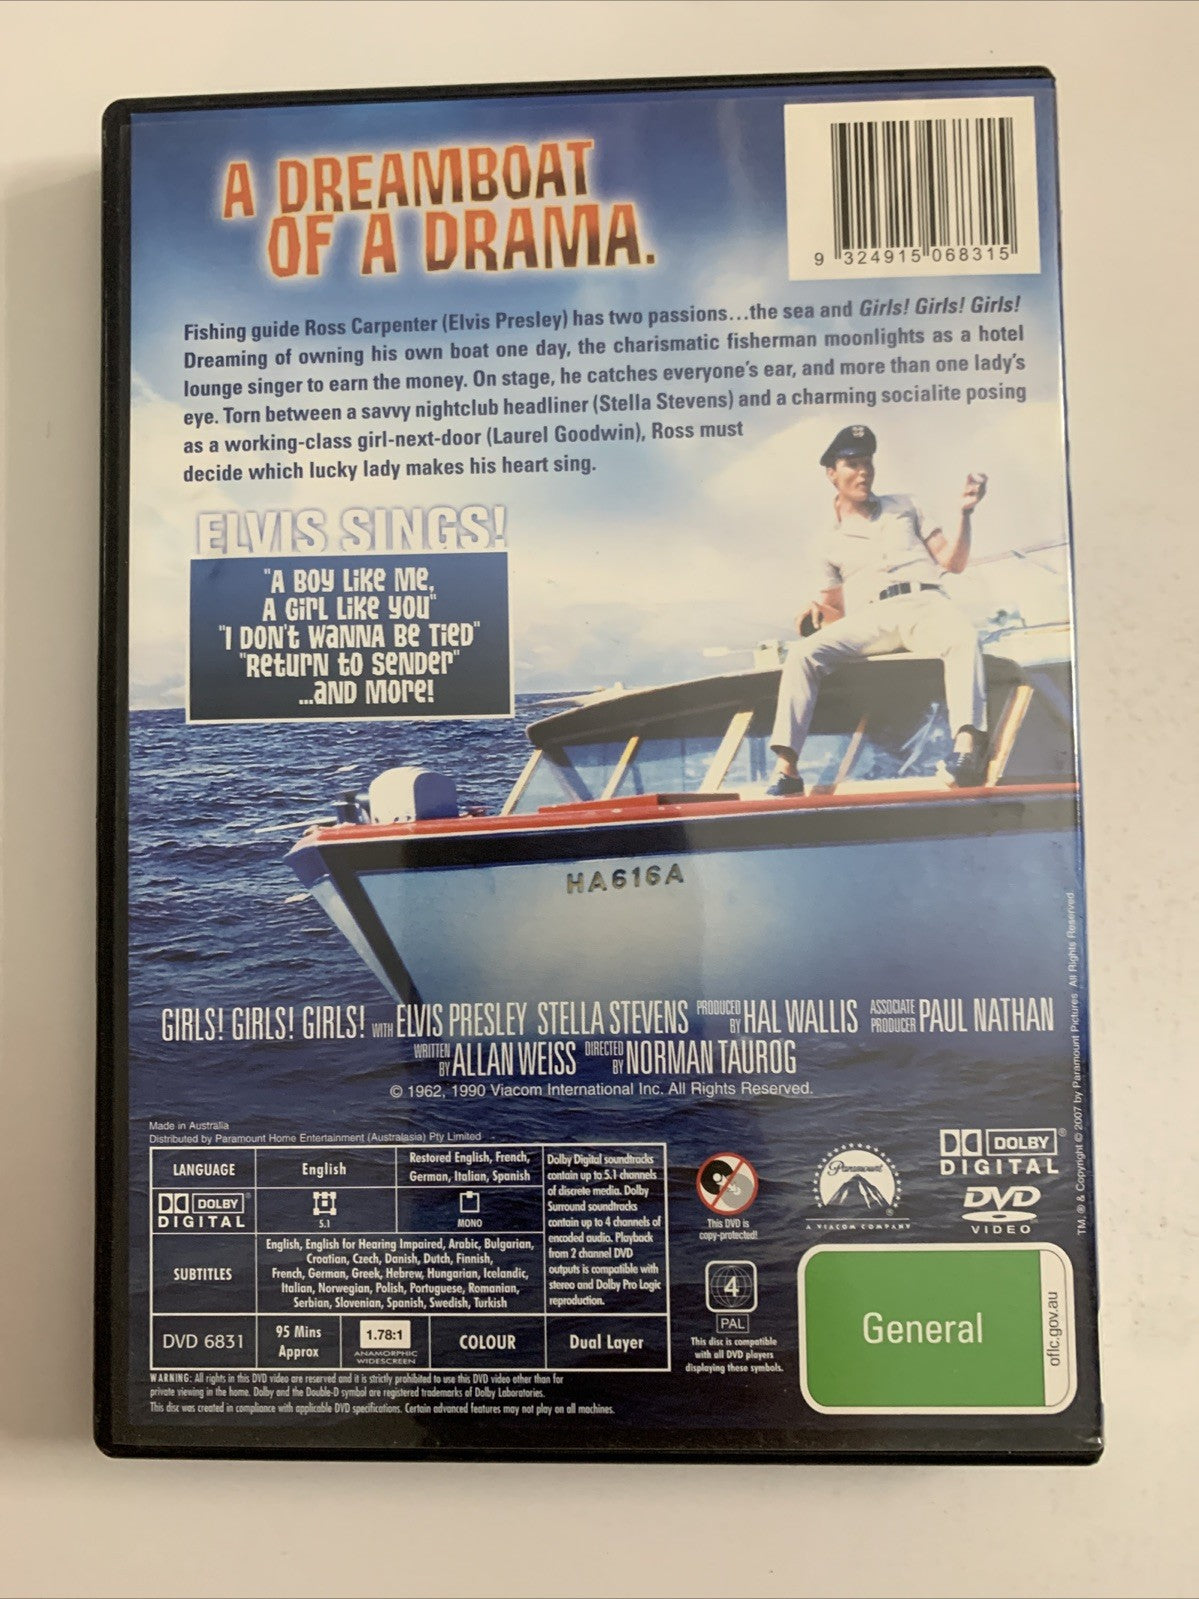 A DREAMBOAT
OF A DRAMA.
9 324915 068315
Fishing guide Ross Carpenter (Elvis Presley) has two passions...the sea and Girls! Girls! Girls!
Dreaming of owning his own boat one day, the charismatic fisherman moonlights as a hotel
lounge singer to earn the money. On stage, he catches everyone's ear, and more than one lady's
eye. Torn between a savvy nightclub headliner (Stella Stevens) and a charming socialite posing
as a working-class girl-next-door (Laurel Goodwin), Ross must
decide which lucky lady makes his heart sing.
ELVIS SINGS!
"A BOY LIKE ME,
A GIRL LIKE YOU"
"I DON'T WANNA BE TIED"
"RETURN TO SENDER"
...AND MORE!
HA616A
GIRLS! GIRLS! GIRLS! WITH ELVIS PRESLEY STELLA STEVENS PRODUCED BY HAL WALLIS ASSOCIATE PRODUCER PAUL NATHAN
WRITTEN BY ALLAN WEISS DIRECTED BY NORMAN TAUROG
© 1962, 1990 Viacom International Inc. All Rights Reserved.
TM, ® & Copyright © 2007 by Paramount Pictures. All Rights Reserved.
Made in Australia
Distributed by Paramount Home Entertainment (Australasia) Pty Limited
LANGUAGE
English
Restored English, French,
German, Italian, Spanish
DOLBY
DIGITAL
5.1
MONO
Dolby Digital soundtracks
contain up to 5.1 channels
of discrete media. Dolby
Surround soundtracks
contain up to 4 channels of
encoded audio. Playback
from 2 channel DVD
outputs is compatible with
stereo and Dolby Pro Logic
reproduction.
SUBTITLES
English, English for Hearing Impaired, Arabic, Bulgarian,
Croatian, Czech, Danish, Dutch, Finnish,
French, German, Greek, Hebrew, Hungarian, Icelandic,
Italian, Norwegian, Polish, Portuguese, Romanian,
Serbian, Slovenian, Spanish, Swedish, Turkish
DVD 6831
95 Mins
Approx
1.78:1
ANAMORPHIC
WIDESCREEN
COLOUR
Dual Layer
WARNING: All rights in this DVD video are reserved and it is strictly prohibited to use this DVD video other than for
private viewing in the home. Dolby and the Double-D symbol are registered trademarks of Dolby Laboratories.
This disc was created in compliance with applicable DVD specifications. Certain advanced features may not play on all machines.
This DVD is
copy-protected!
4
PAL
This disc is compatible
with all DVD players
displaying these symbols.
Paramount
A VIACOM COMPANY
DOLBY
DIGITAL
DVD
VIDEO
General
oflc.gov.au